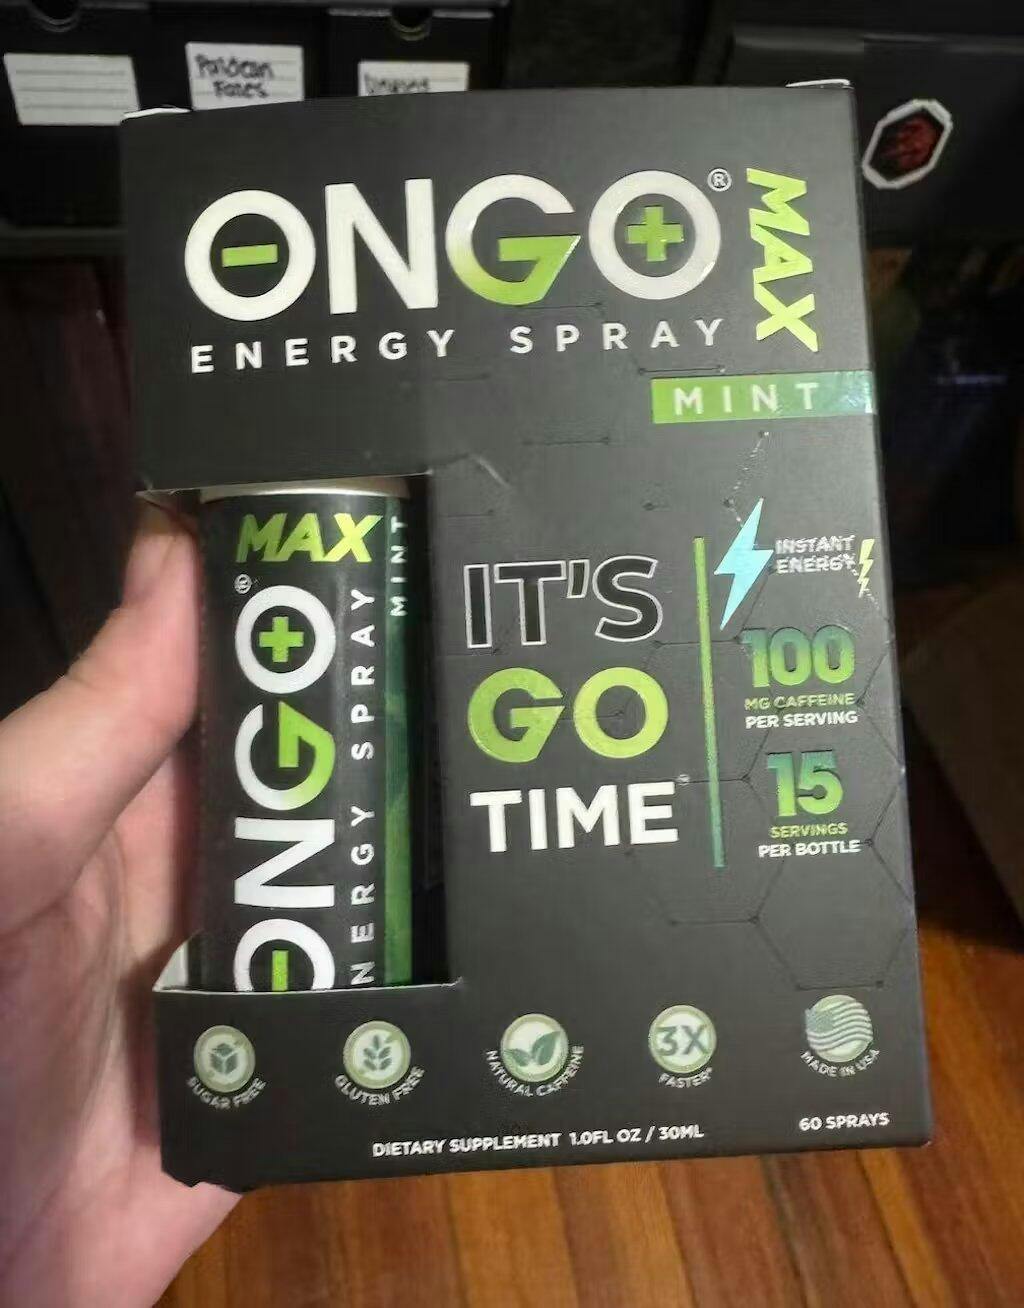 Paldean
Fates
ONGO® MAX
ENERGY SPRAY
MINT
MAX
MINT
ONGO®
ENERGY SPRAY
IT'S
GO
TIME
INSTANT
ENERGY
100
MG CAFFEINE
PER SERVING
15
SERVINGS
PER BOTTLE
SUGAR FREE
GLUTEN FREE
NATURAL CAFFEINE
3X
FASTER*
MADE IN USA
DIETARY SUPPLEMENT 1.0FL OZ / 30ML
60 SPRAYS